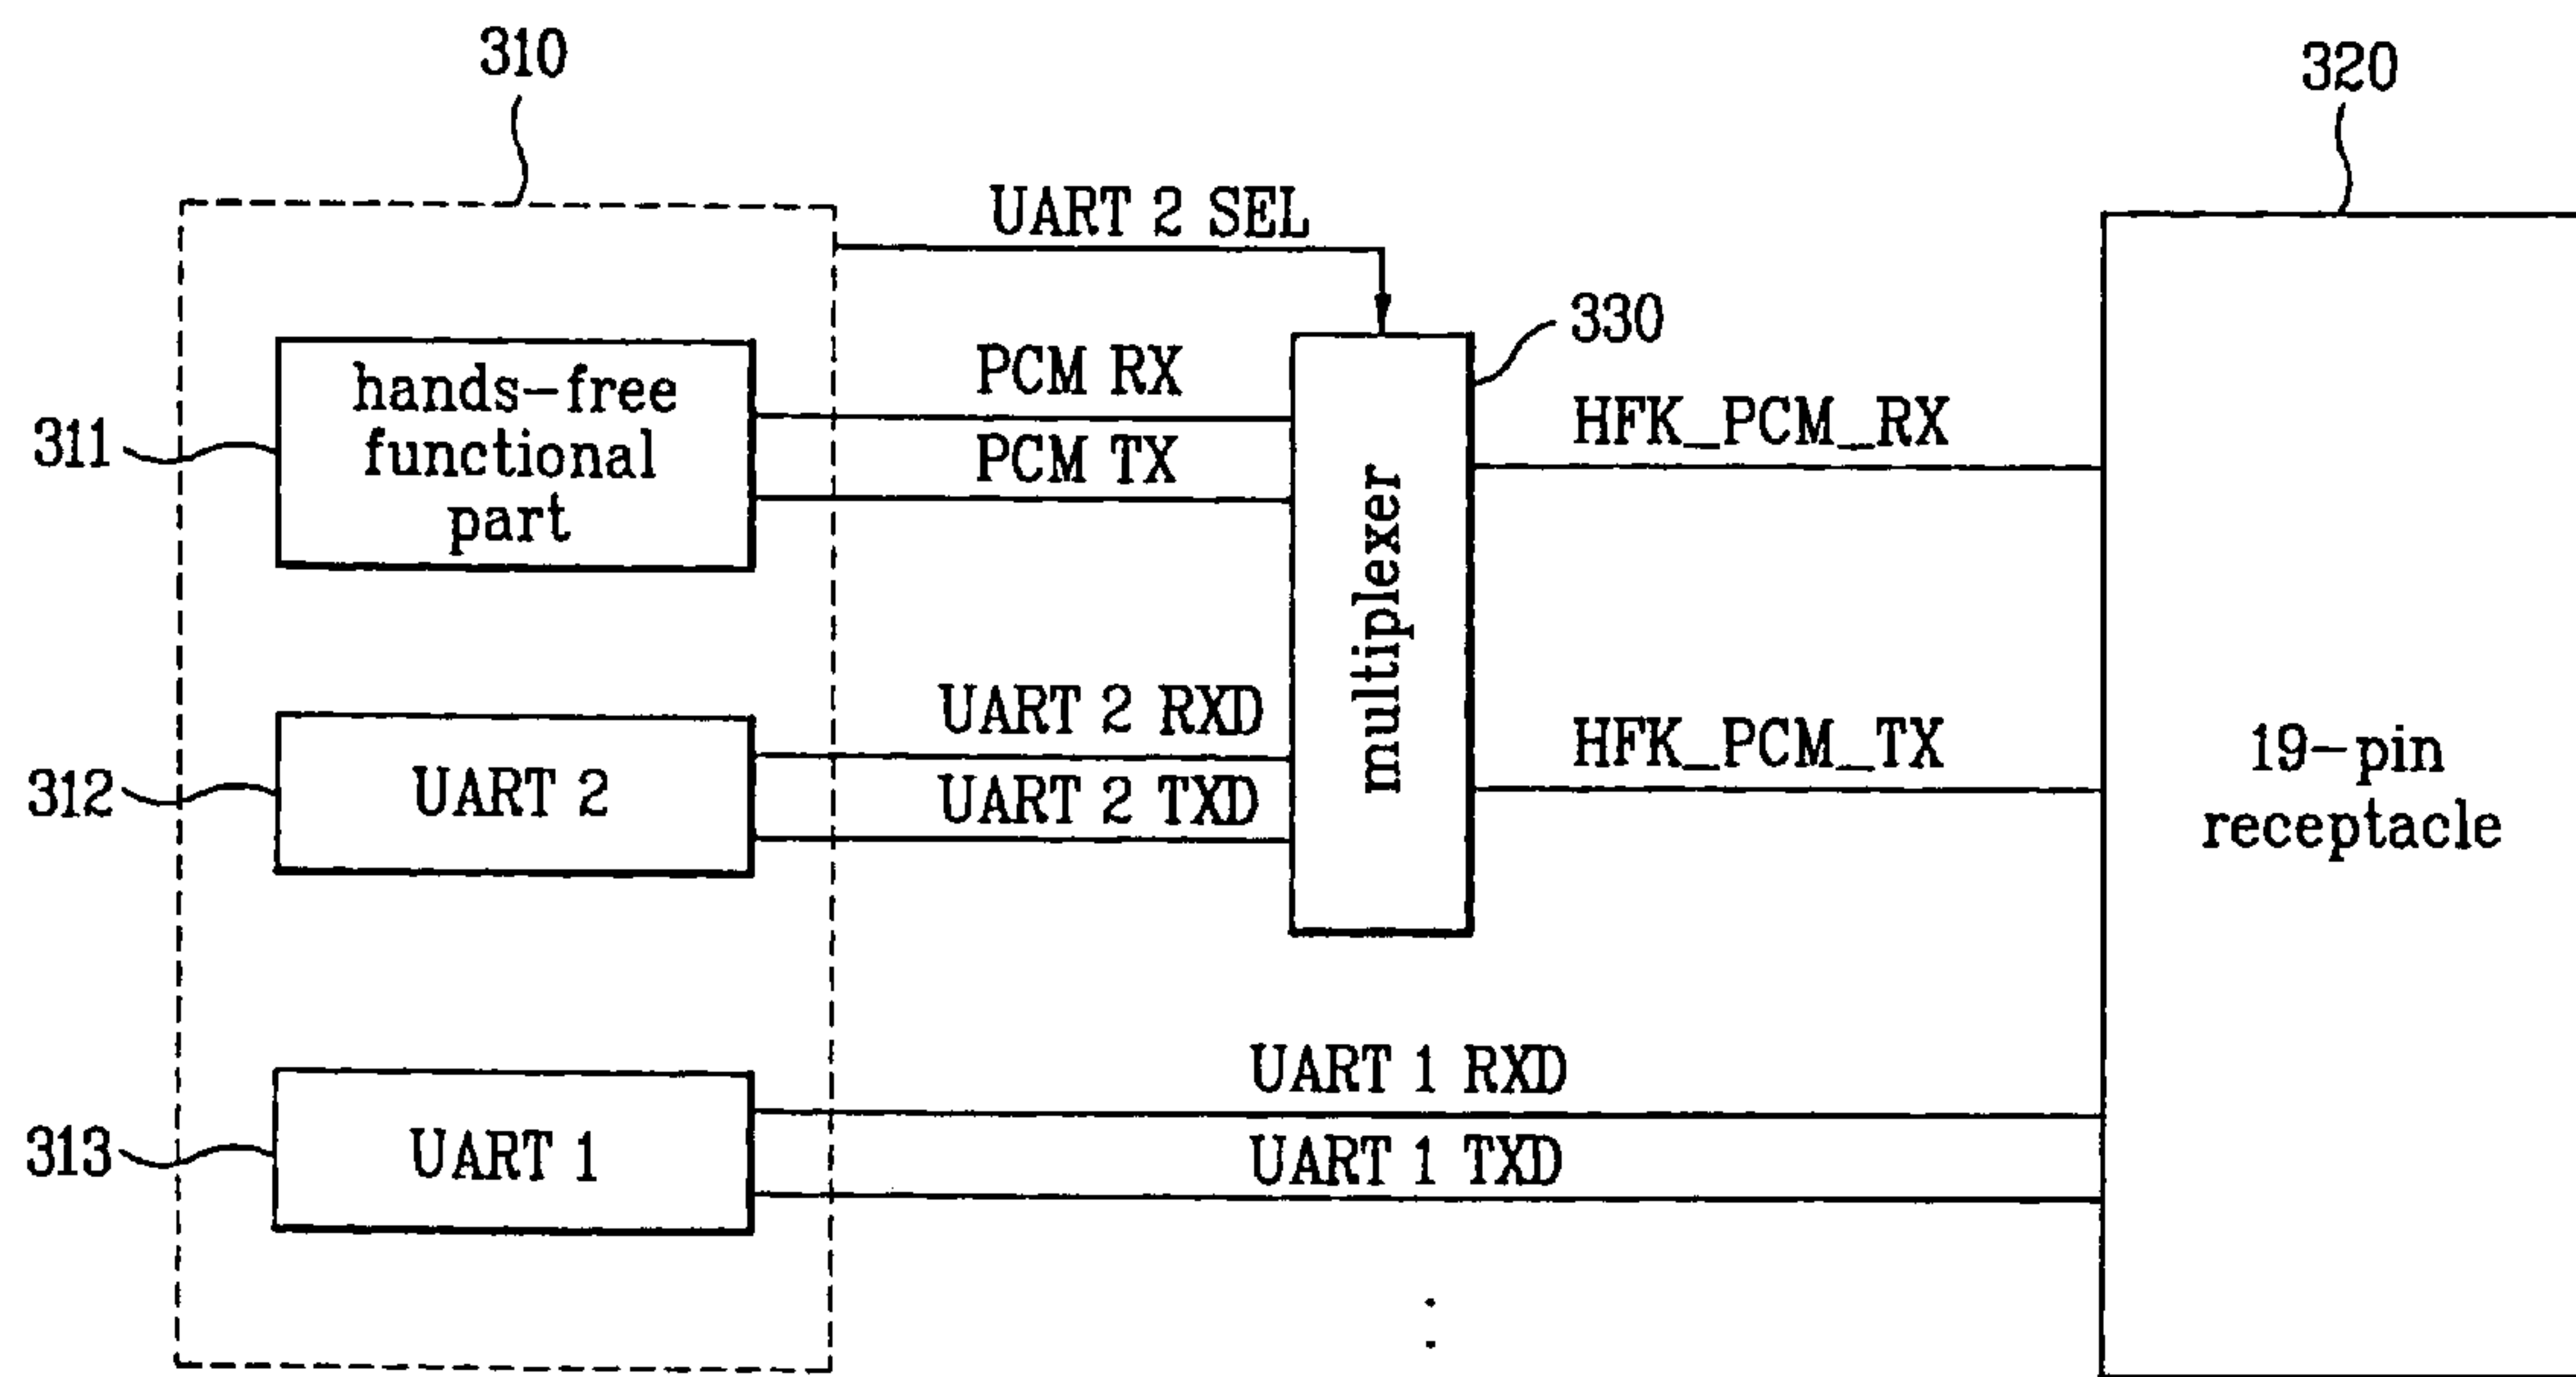 310
320
UART 2 SEL
330
311
hands-free
functional
part
PCM RX
PCM TX
multiplexer
HFK_PCM_RX
HFK_PCM_TX
312
UART 2
UART 2 RXD
UART 2 TXD
19-pin
receptacle
313
UART 1
UART 1 RXD
UART 1 TXD